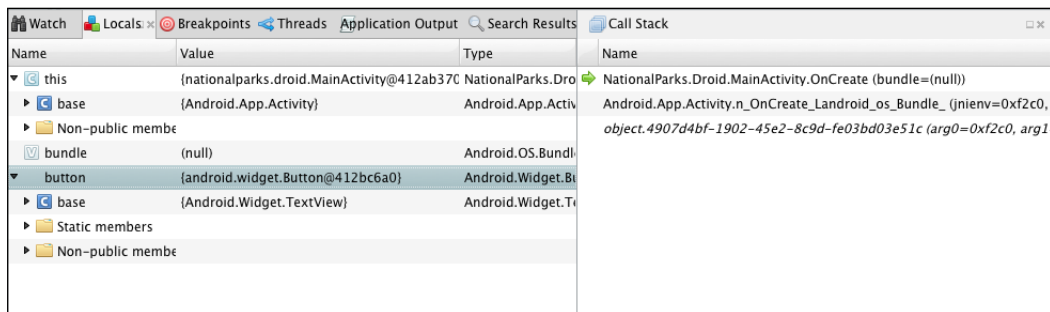 Watch Locals Breakpoints Threads Application Output Search Results Call Stack
Name Value Type Name
this {nationalparks.droid.MainActivity@412ab370 NationalParks.Dro NationalParks.Droid.MainActivity.OnCreate (bundle=(null))
base {Android.App.Activity} Android.App.Activ Android.App.Activity.n_OnCreate_Landroid_os_Bundle_ (jnienv=0xf2c0,
Non-public membe object.4907d4bf-1902-45e2-8c9d-fe03bd03e51c (arg0=0xf2c0, arg1
bundle (null) Android.OS.Bundl
button {android.widget.Button@412bc6a0} Android.Widget.Bu
base {Android.Widget.TextView} Android.Widget.Te
Static members
Non-public membe